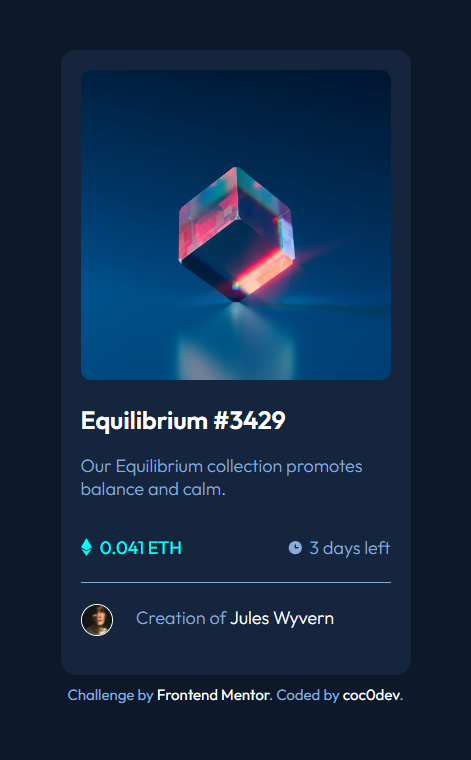 Equilibrium #3429
Our Equilibrium collection promotes
balance and calm.
0.041 ETH
3 days left
Creation of Jules Wyvern
Challenge by Frontend Mentor. Coded by coc0dev.